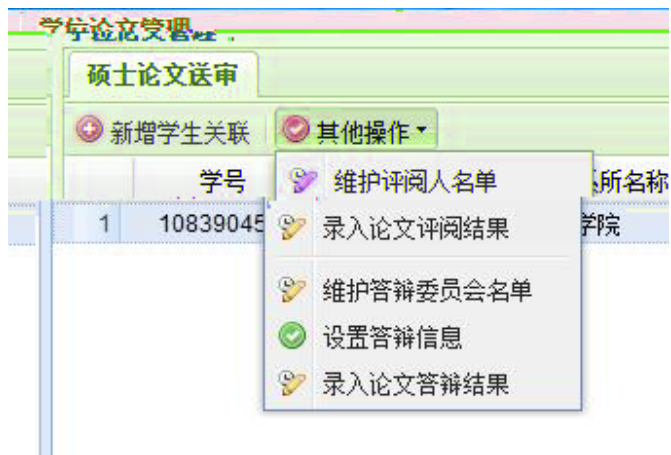 学位论文管理
硕士论文送审
新增学生关联 其他操作
学号 所名称
1 10839045 学院
维护评阅人名单
录入论文评阅结果
维护答辩委员会名单
设置答辩信息
录入论文答辩结果